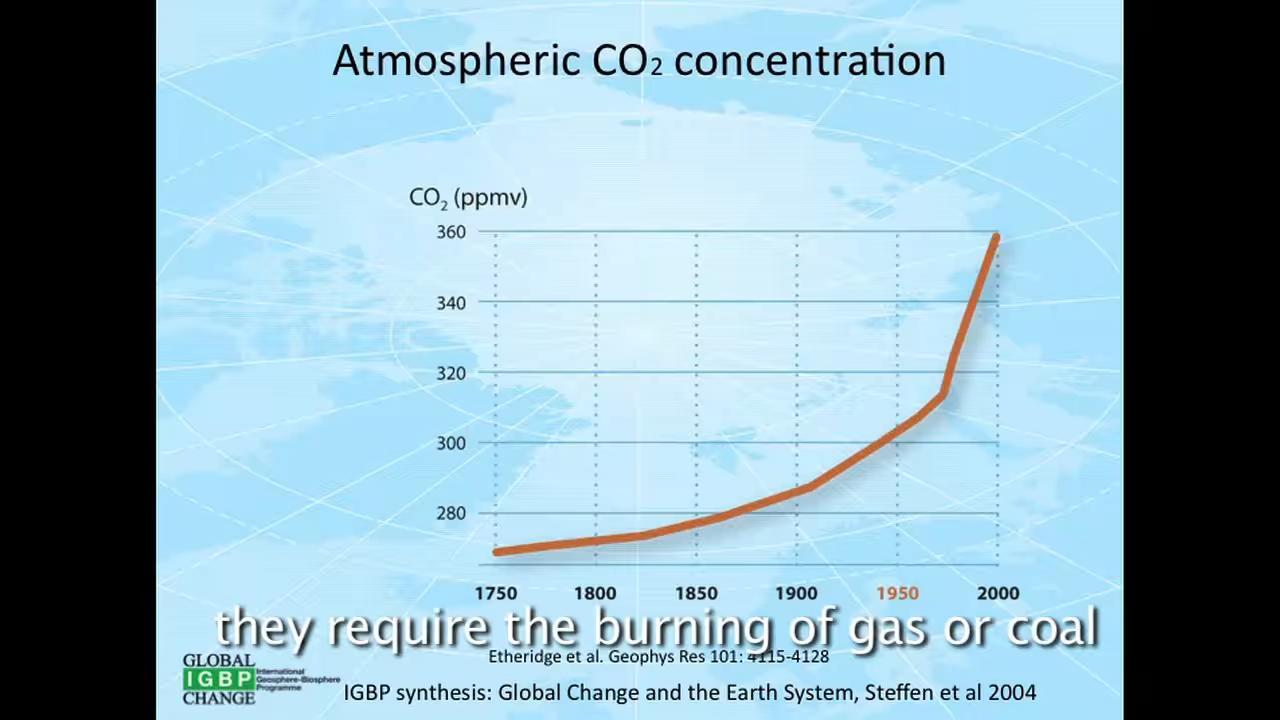 Atmospheric CO₂ concentration
CO₂ (ppmv)
360
340
320
300
280
1750 1800 1850 1900 1950 2000
they require the burning of gas or coal
Etheridge et al. Geophys Res 101: 4115-4128
GLOBAL
IGBP International Geosphere-Biosphere Programme
CHANGE
IGBP synthesis: Global Change and the Earth System, Steffen et al 2004